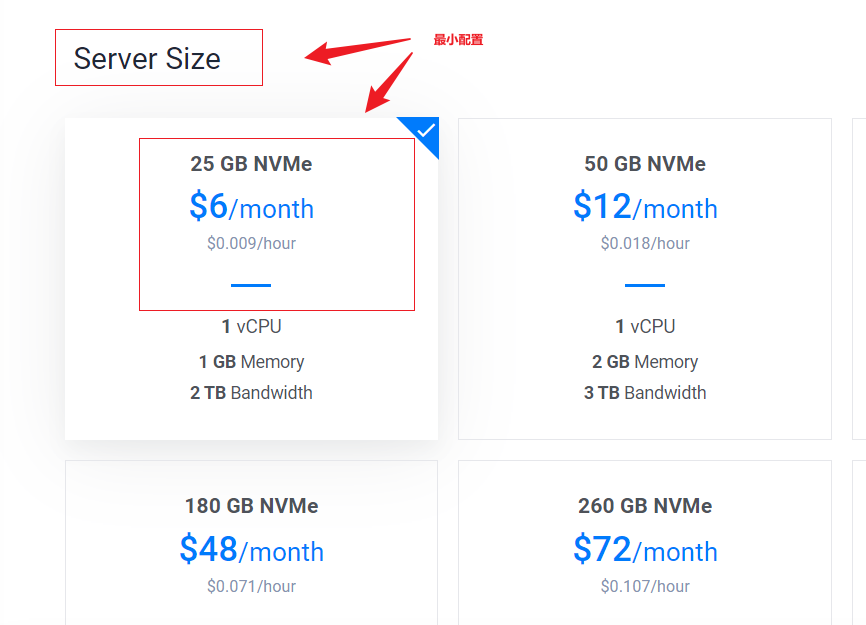 最小配置
Server Size
25 GB NVMe
$6/month
$0.009/hour
1 vCPU
1 GB Memory
2 TB Bandwidth
50 GB NVMe
$12/month
$0.018/hour
1 vCPU
2 GB Memory
3 TB Bandwidth
180 GB NVMe
$48/month
$0.071/hour
260 GB NVMe
$72/month
$0.107/hour